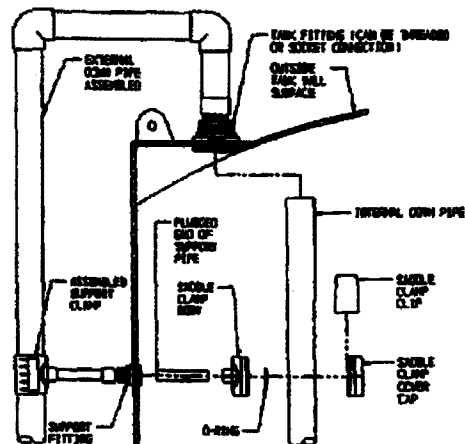 TANK FITTING (CAN BE THREADED
OR SOCKET CONNECTION)
EXTERNAL
DOWN PIPE
ASSEMBLED
OUTSIDE
TANK WALL
SURFACE
INTERNAL DOWN PIPE
PLUGGED
END OF
SUPPORT
PIPE
ASSEMBLED
SUPPORT
CLAMP
SADDLE
CLAMP
BODY
SADDLE
CLAMP
CLIP
SADDLE
CLAMP
COVER
CAP
SUPPORT
FITTING
O-RING